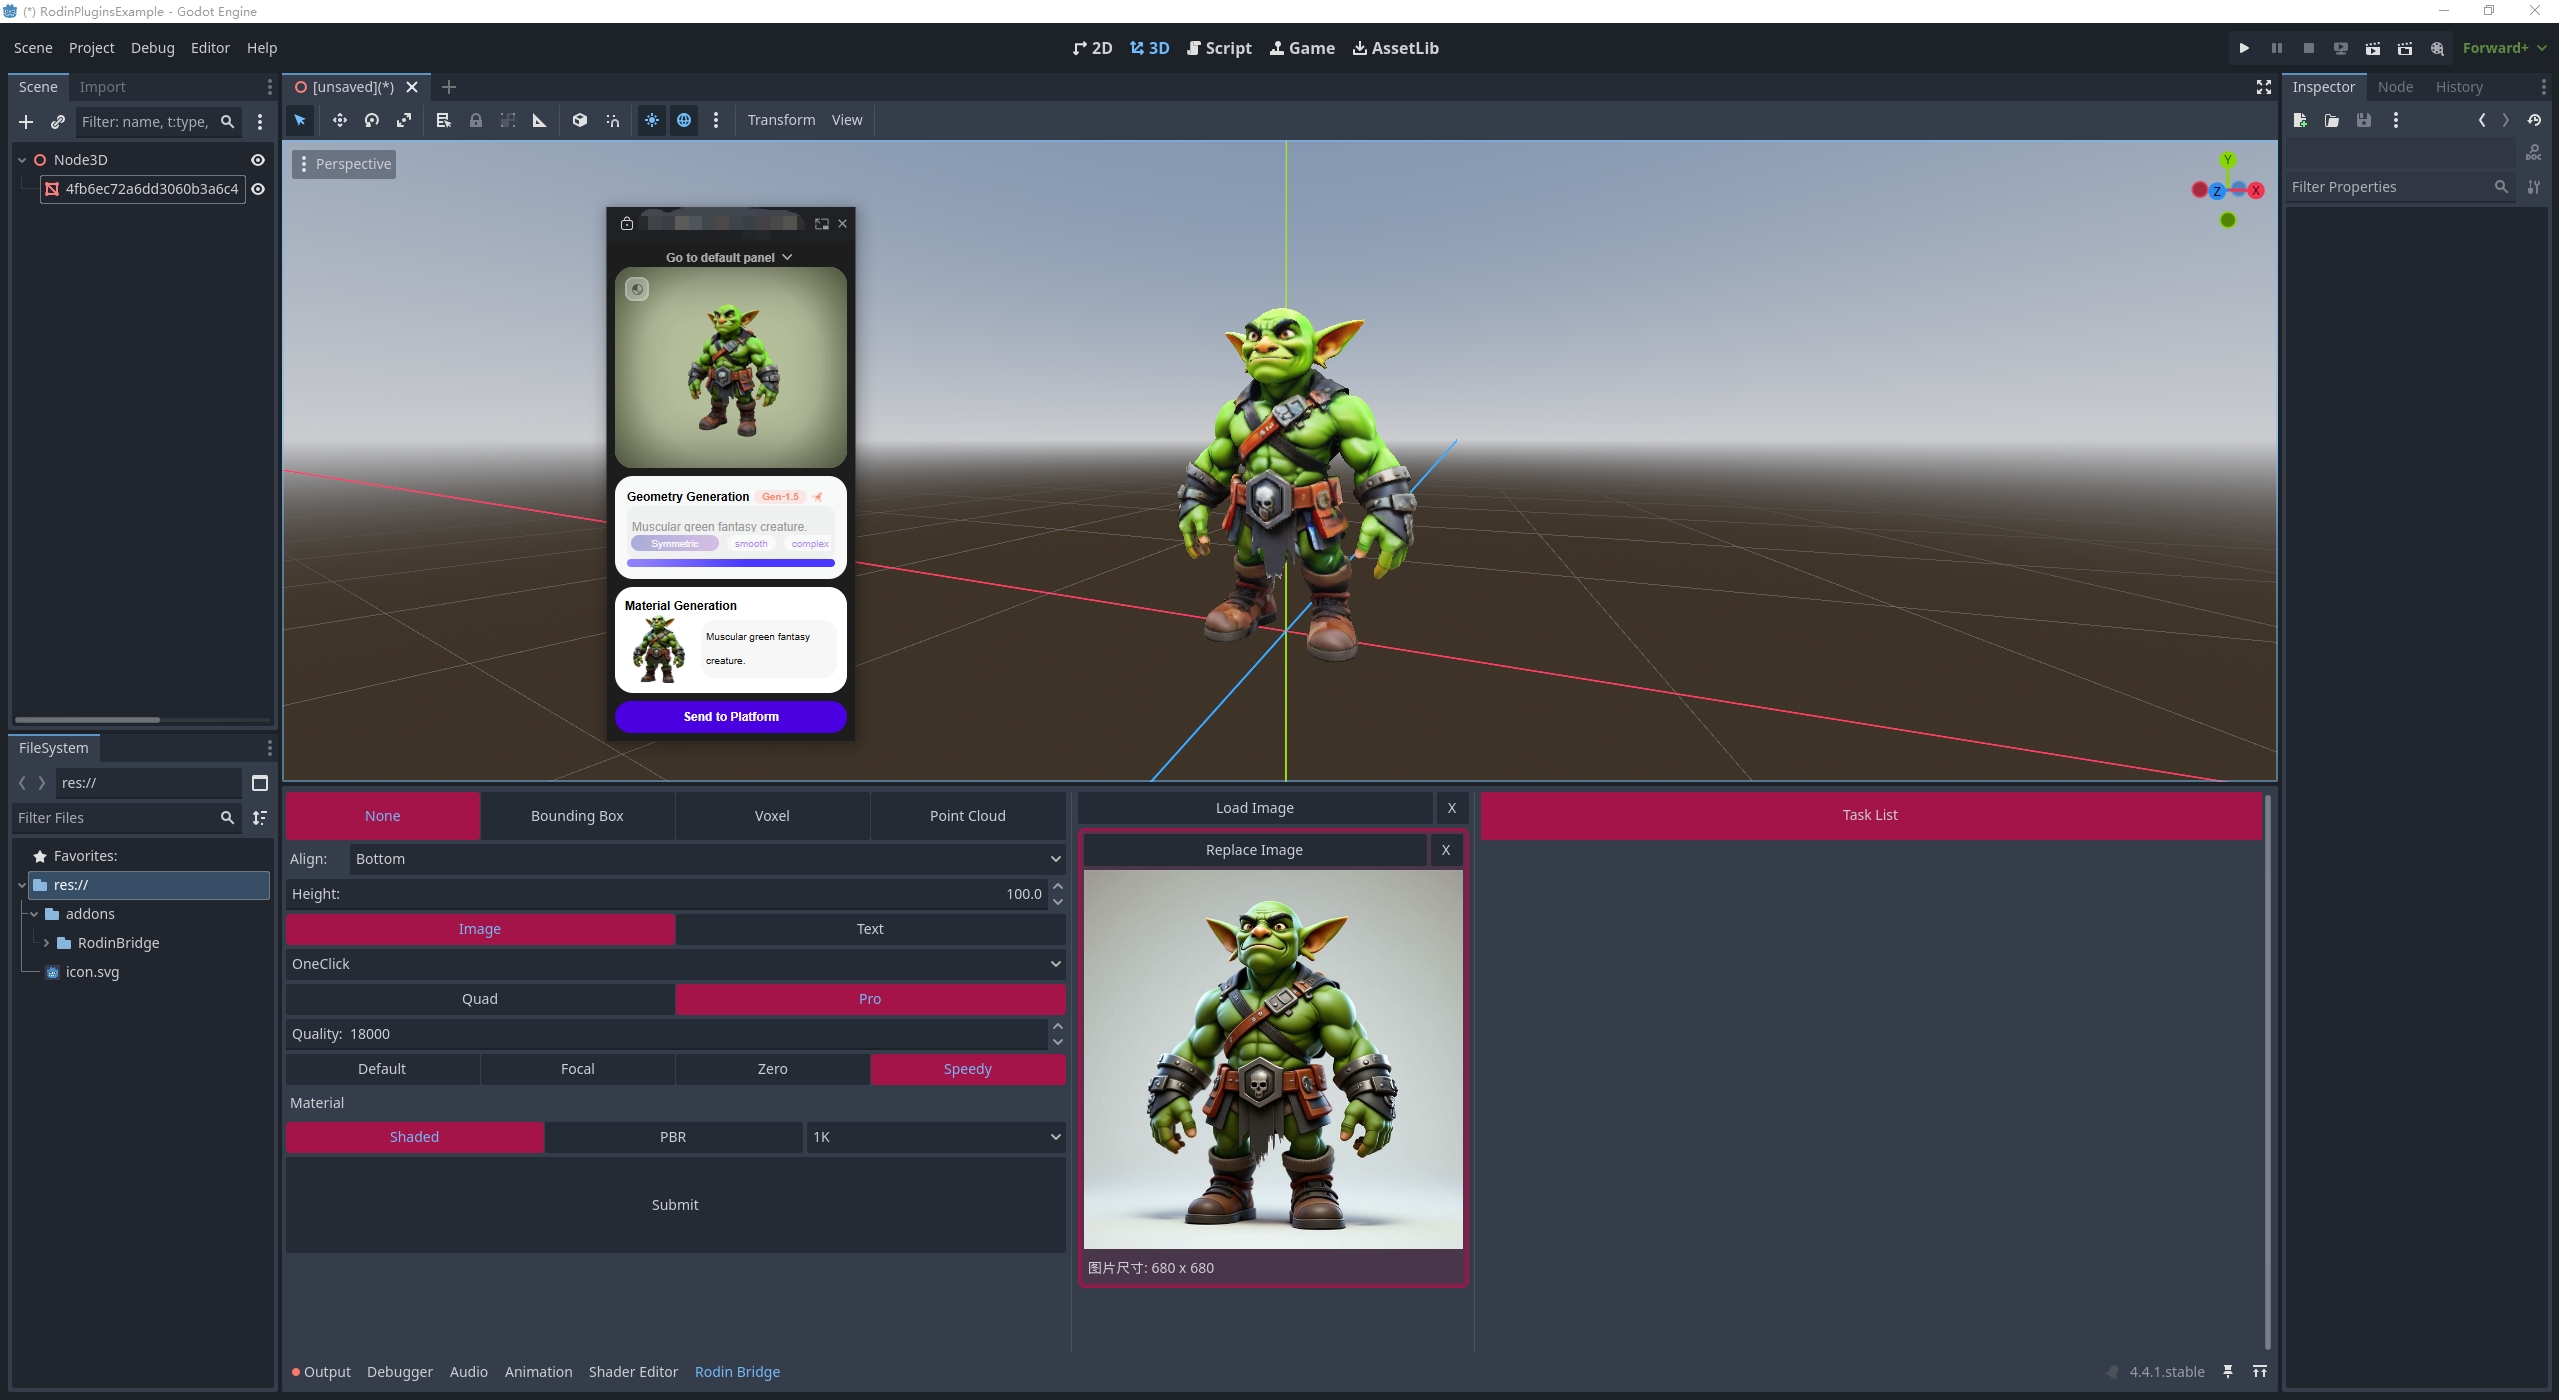 (*) RodinPluginsExample - Godot Engine
Scene Project Debug Editor Help
2D 3D Script Game AssetLib
Forward+
Scene Import
Filter: name, t:type,
Node3D
4fb6ec72a6dd3060b3a6c4
[unsaved](*)
Transform View
Perspective
Y
Z
X
Go to default panel
Geometry Generation Gen-1.5
Muscular green fantasy creature.
Symmetric smooth complex
Material Generation
Muscular green fantasy
creature.
Send to Platform
Inspector Node History
DOC
Filter Properties
FileSystem
res://
Filter Files
Favorites:
res://
addons
RodinBridge
icon.svg
None Bounding Box Voxel Point Cloud
Align: Bottom
Height: 100.0
Image Text
OneClick
Quad Pro
Quality: 18000
Default Focal Zero Speedy
Material
Shaded PBR 1K
Submit
Load Image X
Replace Image X
图片尺寸: 680 x 680
Task List
Output Debugger Audio Animation Shader Editor Rodin Bridge
4.4.1.stable